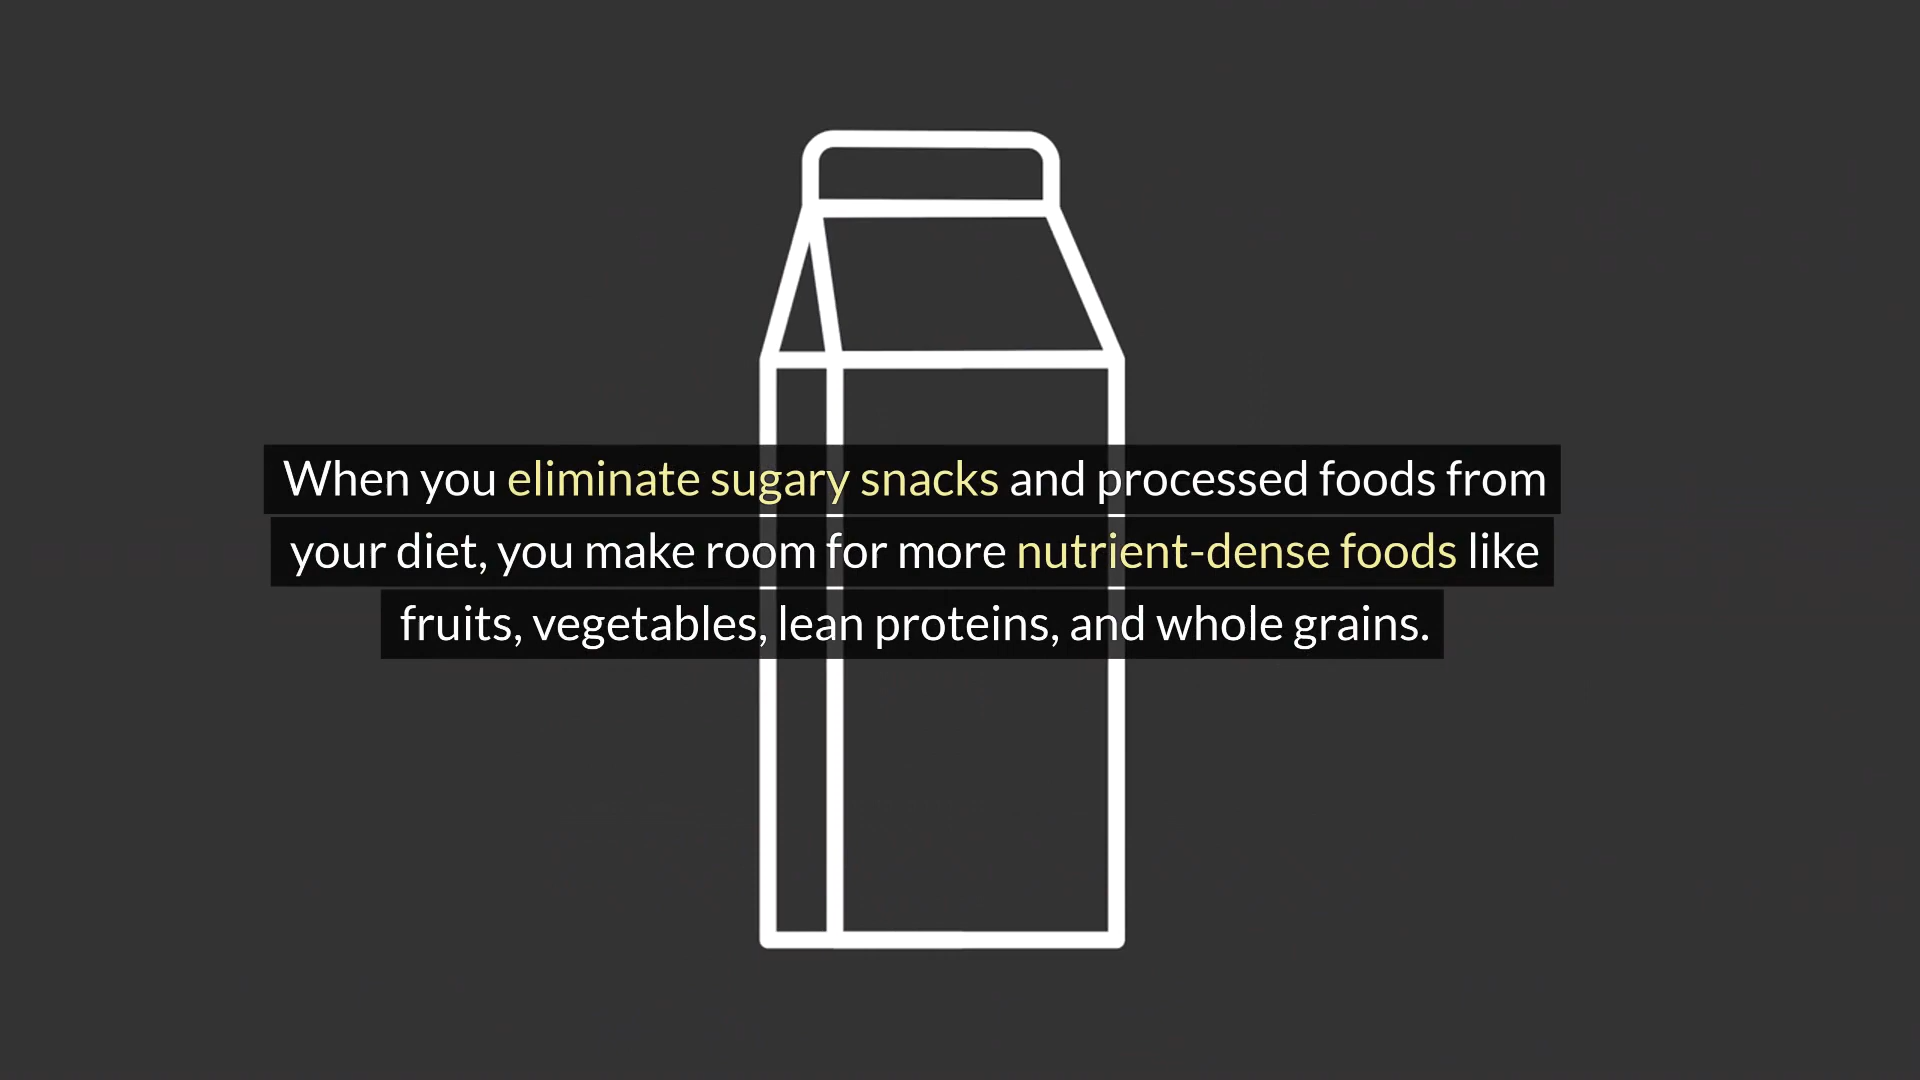 When you eliminate sugary snacks and processed foods from
your diet, you make room for more nutrient-dense foods like
fruits, vegetables, lean proteins, and whole grains.